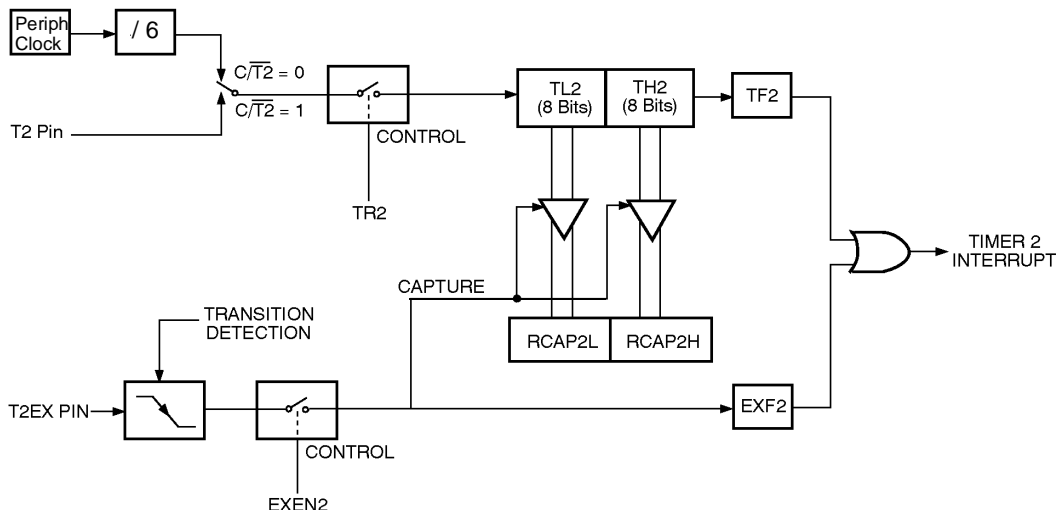 Periph
Clock
/ 6
C/T2 = 0
C/T2 = 1
T2 Pin
CONTROL
TR2
TL2
(8 Bits)
TH2
(8 Bits)
TF2
TIMER 2
INTERRUPT
CAPTURE
TRANSITION
DETECTION
RCAP2L
RCAP2H
T2EX PIN
EXF2
CONTROL
EXEN2